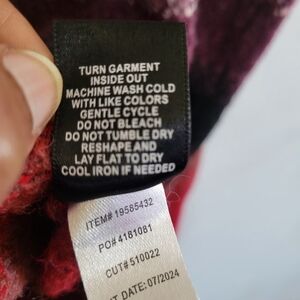 TURN GARMENT
INSIDE OUT
MACHINE WASH COLD
WITH LIKE COLORS
GENTLE CYCLE
DO NOT BLEACH
DO NOT TUMBLE DRY
RESHAPE AND
LAY FLAT TO DRY
COOL IRON IF NEEDED
ITEM# 19585432
PO# 4181081
CUT# 510022
DATE: 07/2024